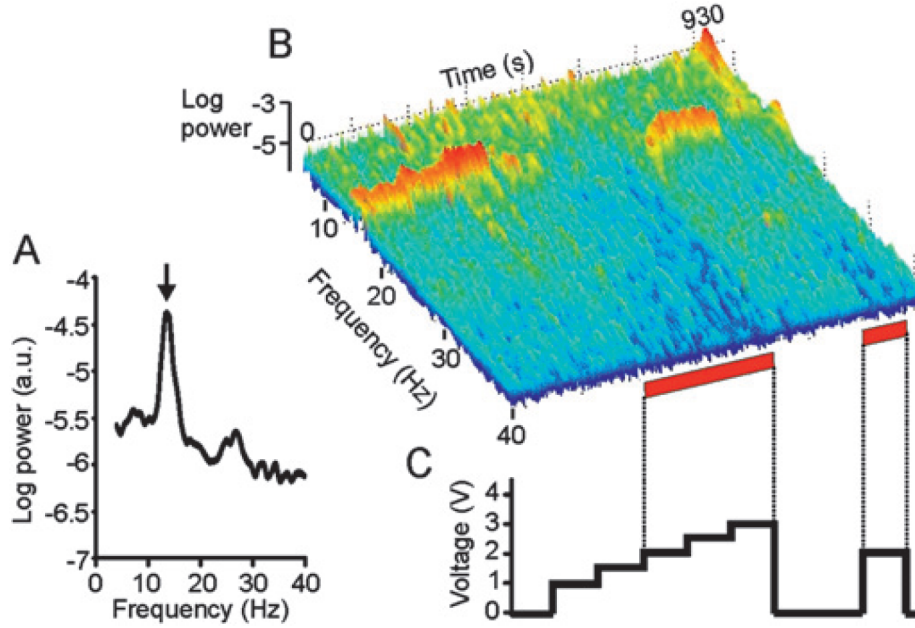 B
930
Time (s)
Log
power
-3
-5
0
10
20
30
40
Frequency (Hz)
A
-4
-4.5
-5
-5.5
-6
-6.5
-7
Log power (a.u.)
0
10
20
30
40
Frequency (Hz)
C
4
3
2
1
0
Voltage (V)